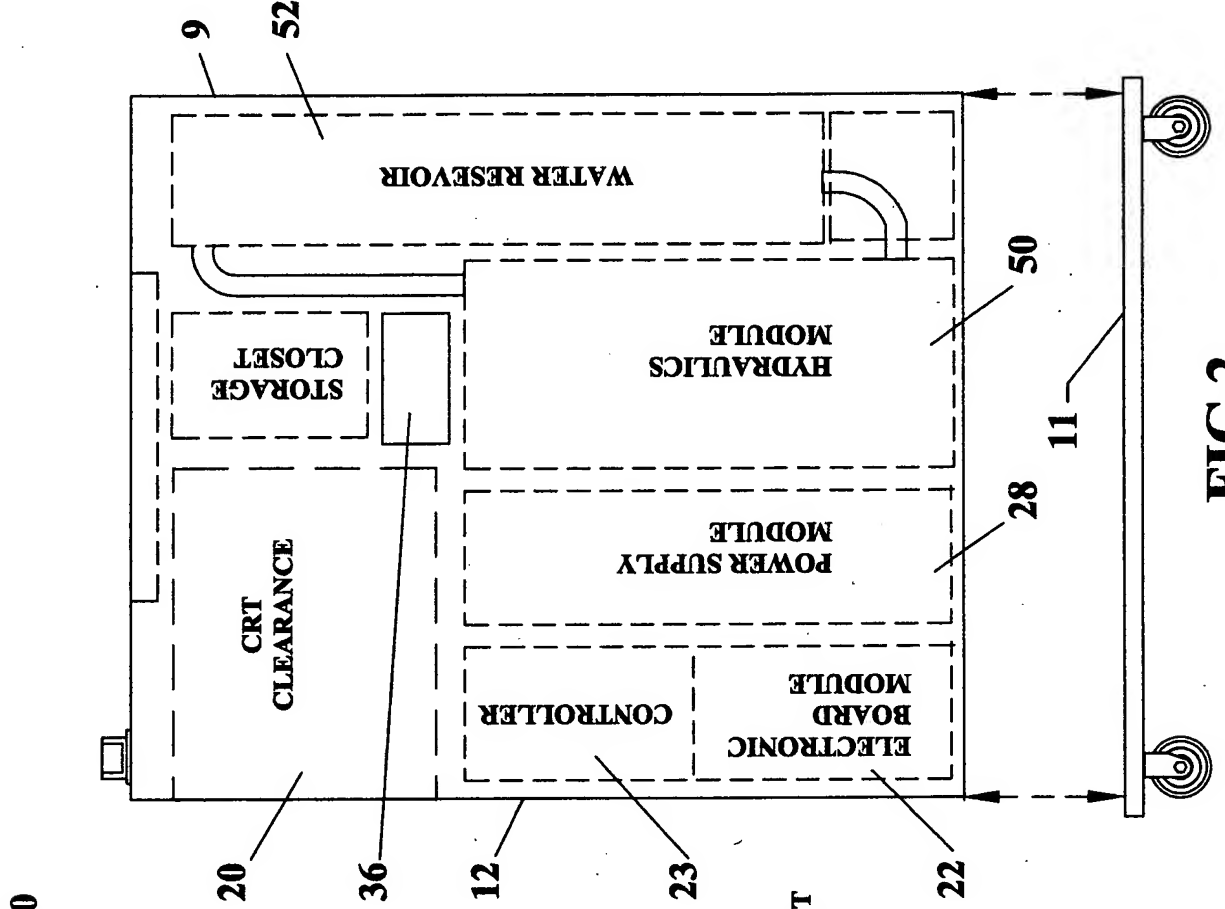 9
52
WATER RESERVOIR
STORAGE
CLOSET
CRT
CLEARANCE
HYDRAULICS
MODULE
50
POWER SUPPLY
MODULE
28
CONTROLLER
ELECTRONIC
BOARD
MODULE
20
36
12
23
22
11
0
T